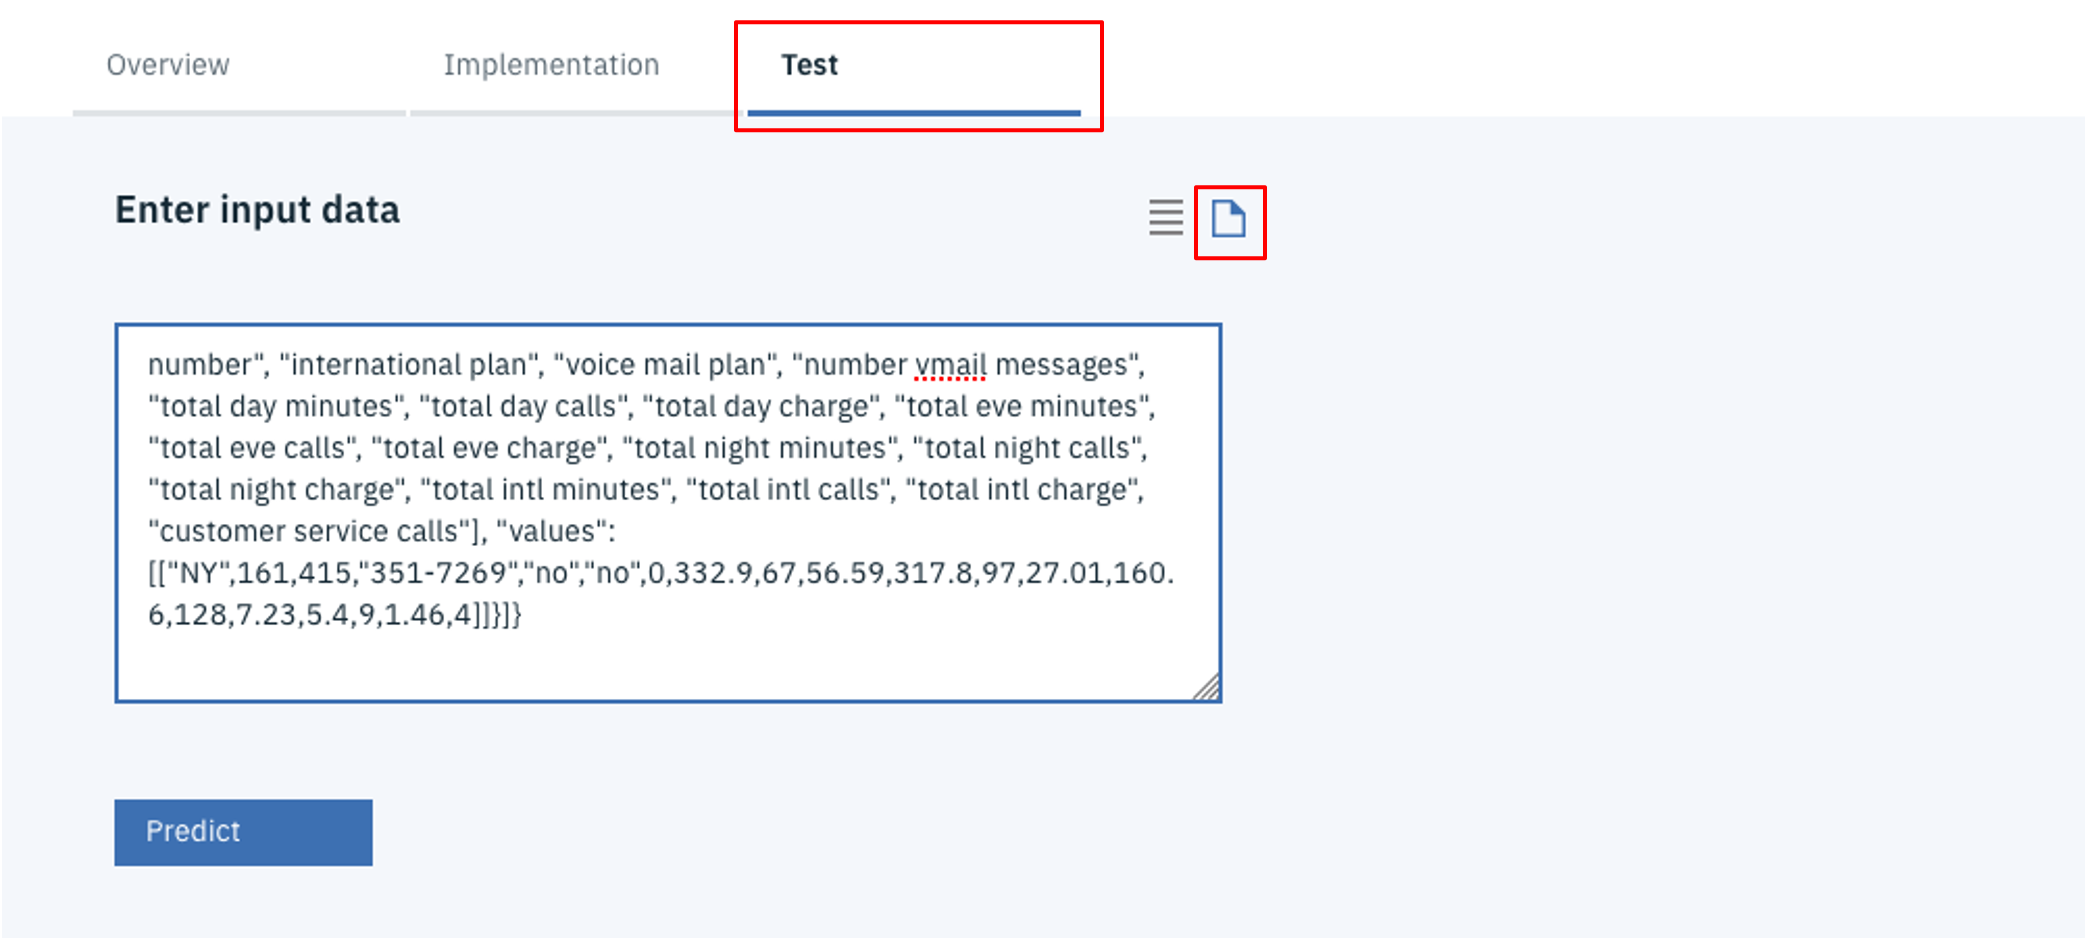 Overview Implementation Test
Enter input data
number", "international plan", "voice mail plan", "number vmail messages",
"total day minutes", "total day calls", "total day charge", "total eve minutes",
"total eve calls", "total eve charge", "total night minutes", "total night calls",
"total night charge", "total intl minutes", "total intl calls", "total intl charge",
"customer service calls"], "values":
[["NY",161,415,"351-7269","no","no",0,332.9,67,56.59,317.8,97,27.01,160.
6,128,7.23,5.4,9,1.46,4]]}]}
Predict